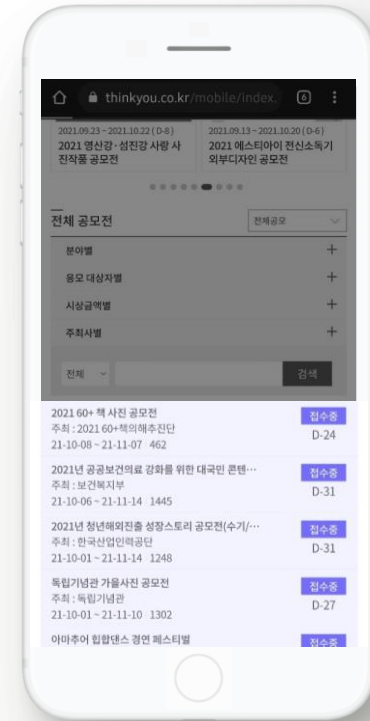 thinkyou.co.kr/mobile/index.
6
2021.09.23 ~ 2021.10.22 ( D-8 )
2021 영산강·섬진강 사랑 사
진작품 공모전
2021.09.13 ~ 2021.10.20 ( D-6 )
2021 에스티아이 전신소독기
외부디자인 공모전
전체 공모전
전체공모
분야별
응모 대상자별
시상금액별
주최사별
전체
검색
2021 60+ 책 사진 공모전
접수중
주최 : 2021 60+책의해추진단
D-24
21-10-08 ~ 21-11-07 462
2021년 공공보건의료 강화를 위한 대국민 콘텐…
접수중
주최 : 보건복지부
D-31
21-10-06 ~ 21-11-14 1445
2021년 청년해외진출 성장스토리 공모전(수기/…
접수중
주최 : 한국산업인력공단
D-31
21-10-01 ~ 21-11-14 1248
독립기념관 가을사진 공모전
접수중
주최 : 독립기념관
D-27
21-10-01 ~ 21-11-10 1302
아마추어 힙합댄스 경연 페스티벌
접수중